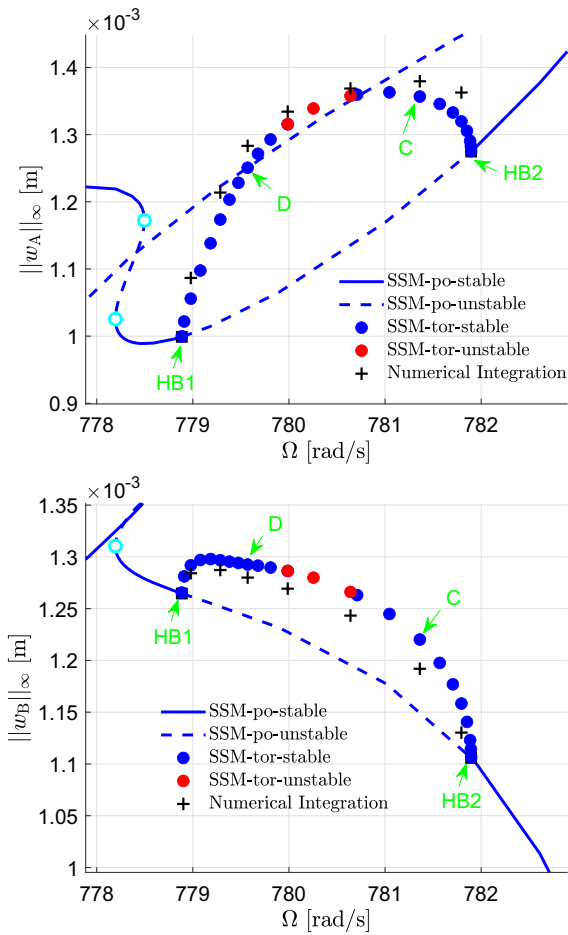 ×10⁻³
1.4
1.3
1.2
1.1
1
0.9
||w_A||_∞ [m]
C
D
HB2
HB1
SSM-po-stable
SSM-po-unstable
SSM-tor-stable
SSM-tor-unstable
Numerical Integration
778 779 780 781 782
Ω [rad/s]
×10⁻³
1.35
1.3
1.25
1.2
1.15
1.1
1.05
1
||w_B||_∞ [m]
D
C
HB1
HB2
SSM-po-stable
SSM-po-unstable
SSM-tor-stable
SSM-tor-unstable
Numerical Integration
778 779 780 781 782
Ω [rad/s]